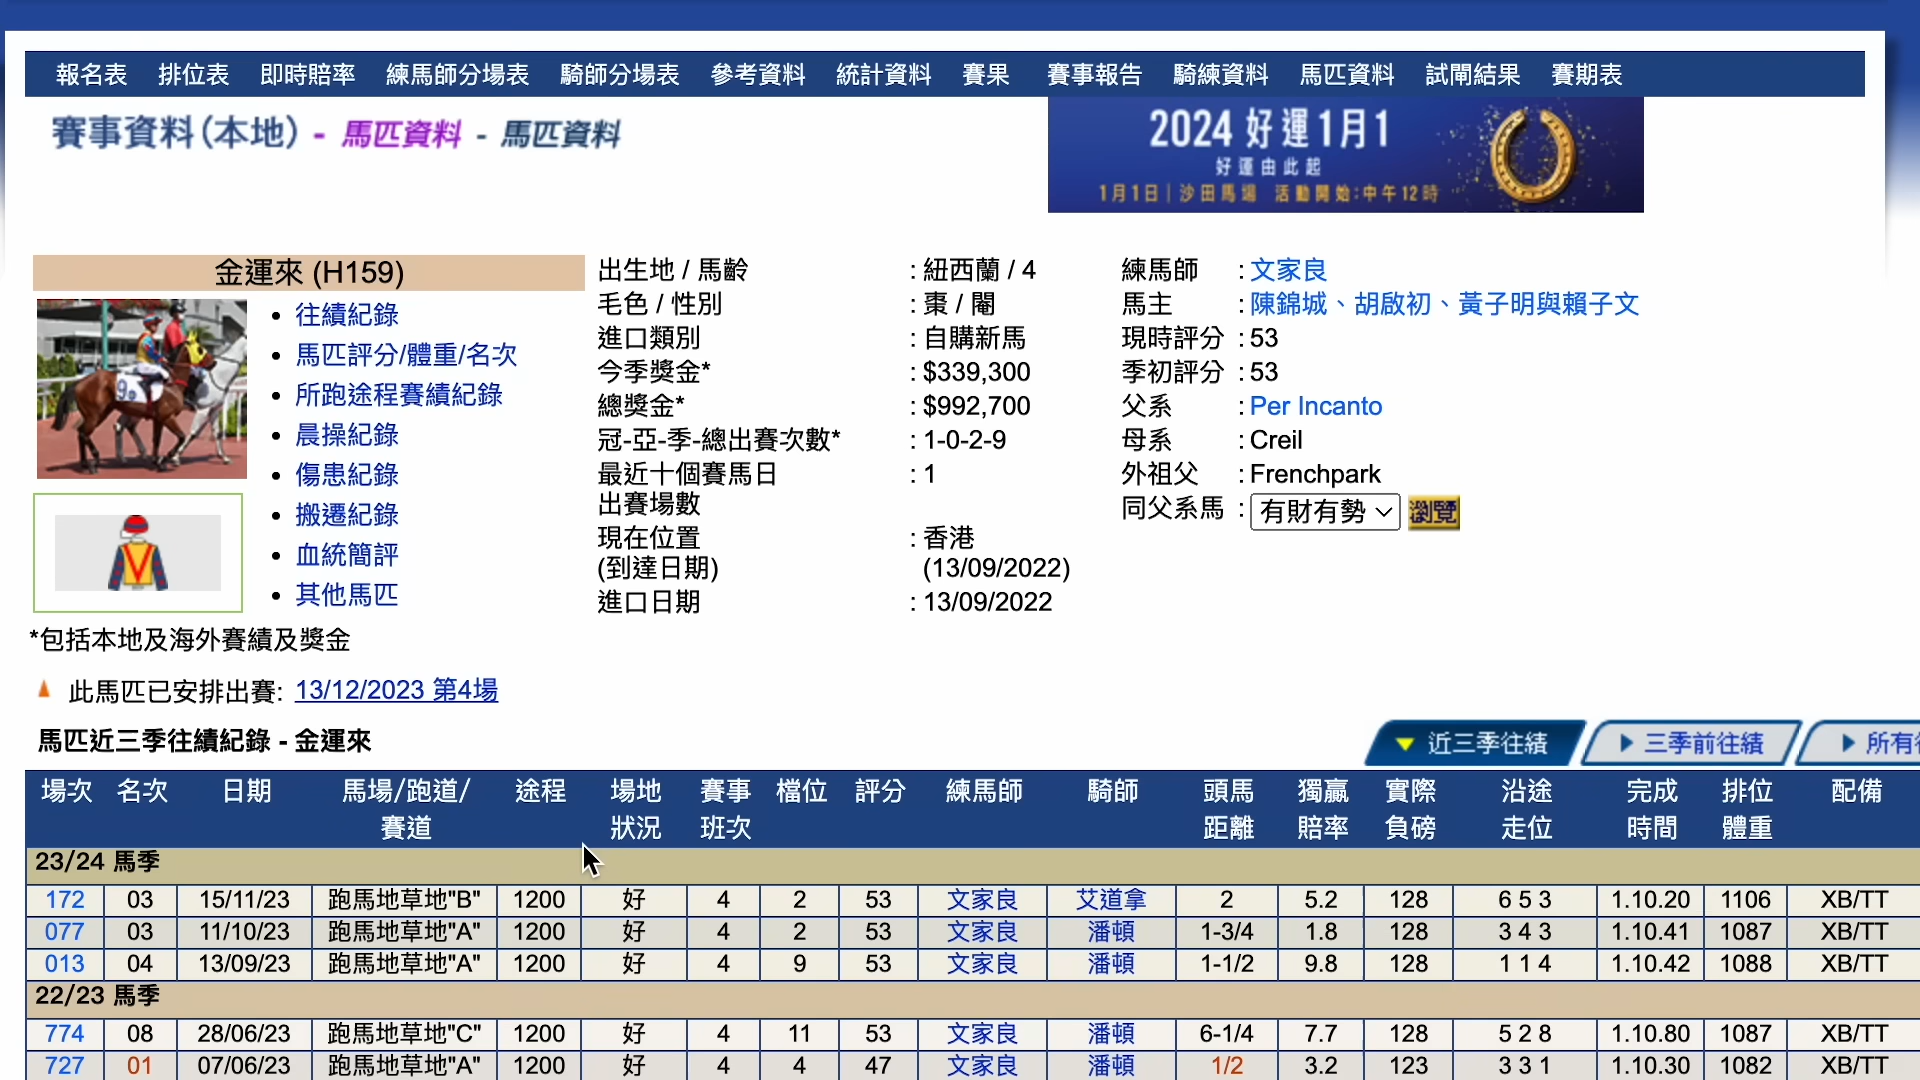 報名表 排位表 即時賠率 練馬師分場表 騎師分場表 參考資料 統計資料 賽果 賽事報告 騎練資料 馬匹資料 試閘結果 賽期表
賽事資料(本地) - 馬匹資料 - 馬匹資料
2024 好運1月1
好運由此起
1月1日|沙田馬場 活動開始:中午12時
金運來 (H159)
往績紀錄
馬匹評分/體重/名次
所跑途程賽績紀錄
晨操紀錄
傷患紀錄
搬遷紀錄
血統簡評
其他馬匹
出生地 / 馬齡 : 紐西蘭 / 4
毛色 / 性別 : 棗 / 閹
進口類別 : 自購新馬
今季獎金* : $339,300
總獎金* : $992,700
冠-亞-季-總出賽次數* : 1-0-2-9
最近十個賽馬日 : 1
出賽場數
現在位置 : 香港
(到達日期) (13/09/2022)
進口日期 : 13/09/2022
練馬師 : 文家良
馬主 : 陳錦城、胡啟初、黃子明與賴子文
現時評分 : 53
季初評分 : 53
父系 : Per Incanto
母系 : Creil
外祖父 : Frenchpark
同父系馬 : 有財有勢 瀏覽
*包括本地及海外賽績及獎金
此馬匹已安排出賽: 13/12/2023 第4場
馬匹近三季往績紀錄 - 金運來
近三季往績 三季前往績 所有
場次 名次 日期 馬場/跑道/ 途程 場地 賽事 檔位 評分 練馬師 騎師 頭馬 獨贏 實際 沿途 完成 排位 配備
賽道 狀況 班次 距離 賠率 負磅 走位 時間 體重
23/24 馬季
172 03 15/11/23 跑馬地草地"B" 1200 好 4 2 53 文家良 艾道拿 2 5.2 128 6 5 3 1.10.20 1106 XB/TT
077 03 11/10/23 跑馬地草地"A" 1200 好 4 2 53 文家良 潘頓 1-3/4 1.8 128 3 4 3 1.10.41 1087 XB/TT
013 04 13/09/23 跑馬地草地"A" 1200 好 4 9 53 文家良 潘頓 1-1/2 9.8 128 1 1 4 1.10.42 1088 XB/TT
22/23 馬季
774 08 28/06/23 跑馬地草地"C" 1200 好 4 11 53 文家良 潘頓 6-1/4 7.7 128 5 2 8 1.10.80 1087 XB/TT
727 01 07/06/23 跑馬地草地"A" 1200 好 4 4 47 文家良 潘頓 1/2 3.2 123 3 3 1 1.10.30 1082 XB/TT